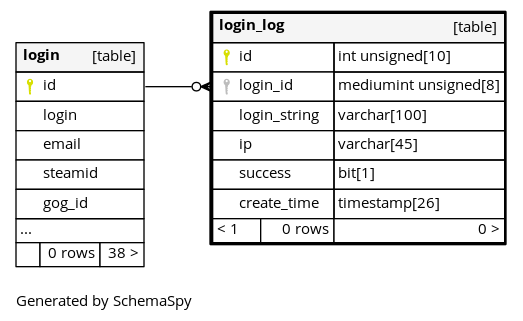 login [table]
id
login
email
steamid
gog_id
...
0 rows 38 >
login_log [table]
id int unsigned[10]
login_id mediumint unsigned[8]
login_string varchar[100]
ip varchar[45]
success bit[1]
create_time timestamp[26]
< 1 0 rows 0 >
Generated by SchemaSpy